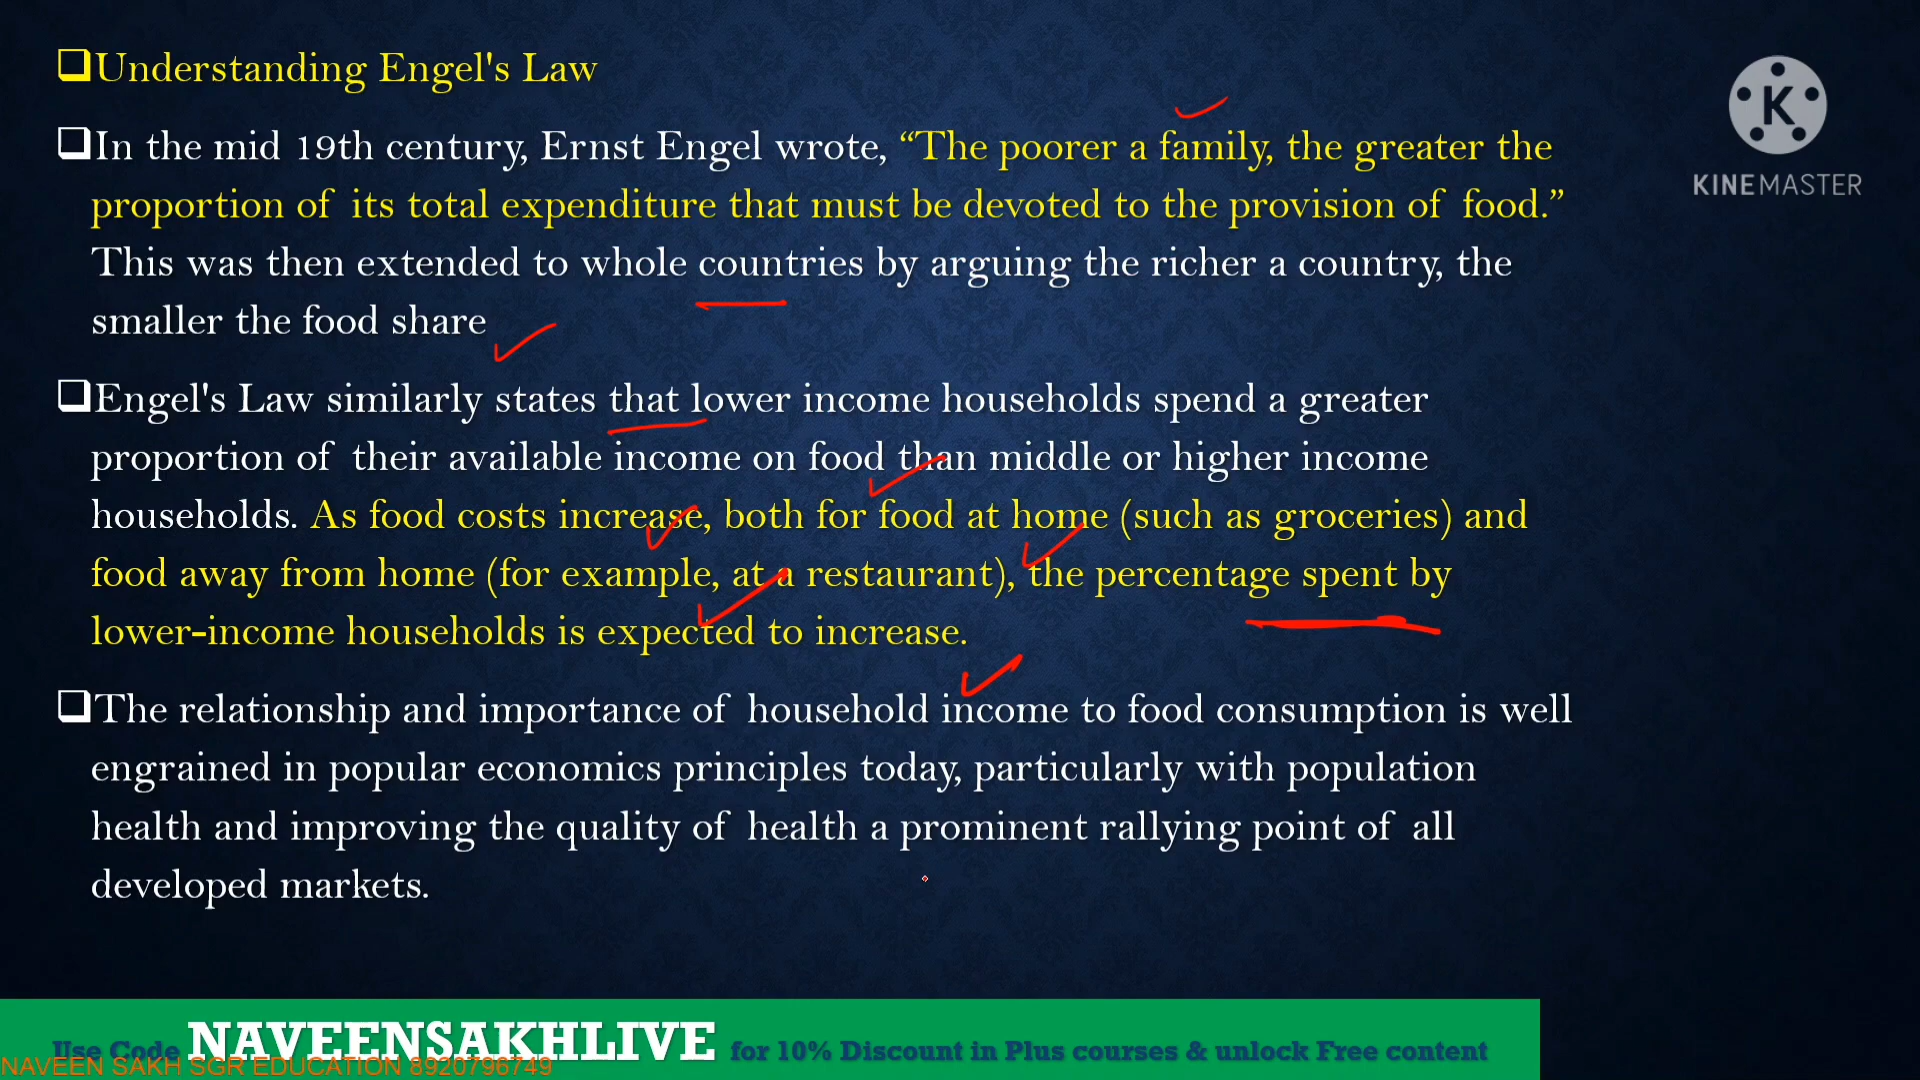 Understanding Engel's Law
In the mid 19th century, Ernst Engel wrote, “The poorer a family, the greater the
proportion of its total expenditure that must be devoted to the provision of food.”
This was then extended to whole countries by arguing the richer a country, the
smaller the food share
Engel's Law similarly states that lower income households spend a greater
proportion of their available income on food than middle or higher income
households. As food costs increase, both for food at home (such as groceries) and
food away from home (for example, at a restaurant), the percentage spent by
lower-income households is expected to increase.
The relationship and importance of household income to food consumption is well
engrained in popular economics principles today, particularly with population
health and improving the quality of health a prominent rallying point of all
developed markets.
K
KINEMASTER
Use Code NAVEENSAKHLIVE for 10% Discount in Plus courses & unlock Free content
NAVEEN SAKH SGR EDUCATION 8920796749